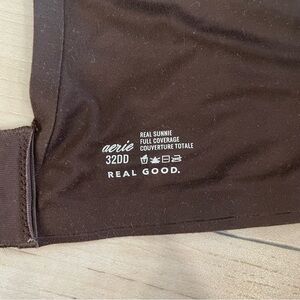 aerie
32DD
REAL SUNNIE
FULL COVERAGE
COUVERTURE TOTALE
REAL GOOD.